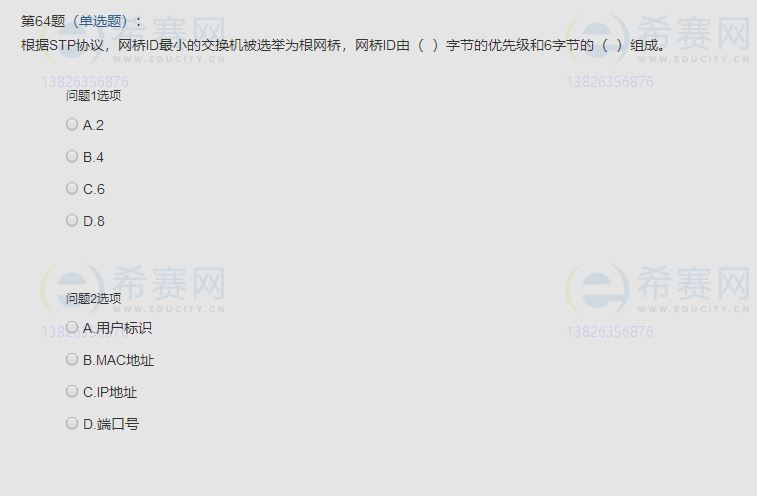 第64题（单选题）：
根据STP协议，网桥ID最小的交换机被选举为根网桥，网桥ID由（ ）字节的优先级和6字节的（ ）组成。
希赛网
WWW.EDUCITY.CN
13826356876
希赛网
WWW.EDUCITY.CN
13826356876
问题1选项
A.2
B.4
C.6
D.8
希赛网
WWW.EDUCITY.CN
13826356876
希赛网
WWW.EDUCITY.CN
13826356876
问题2选项
A.用户标识
B.MAC地址
C.IP地址
D.端口号